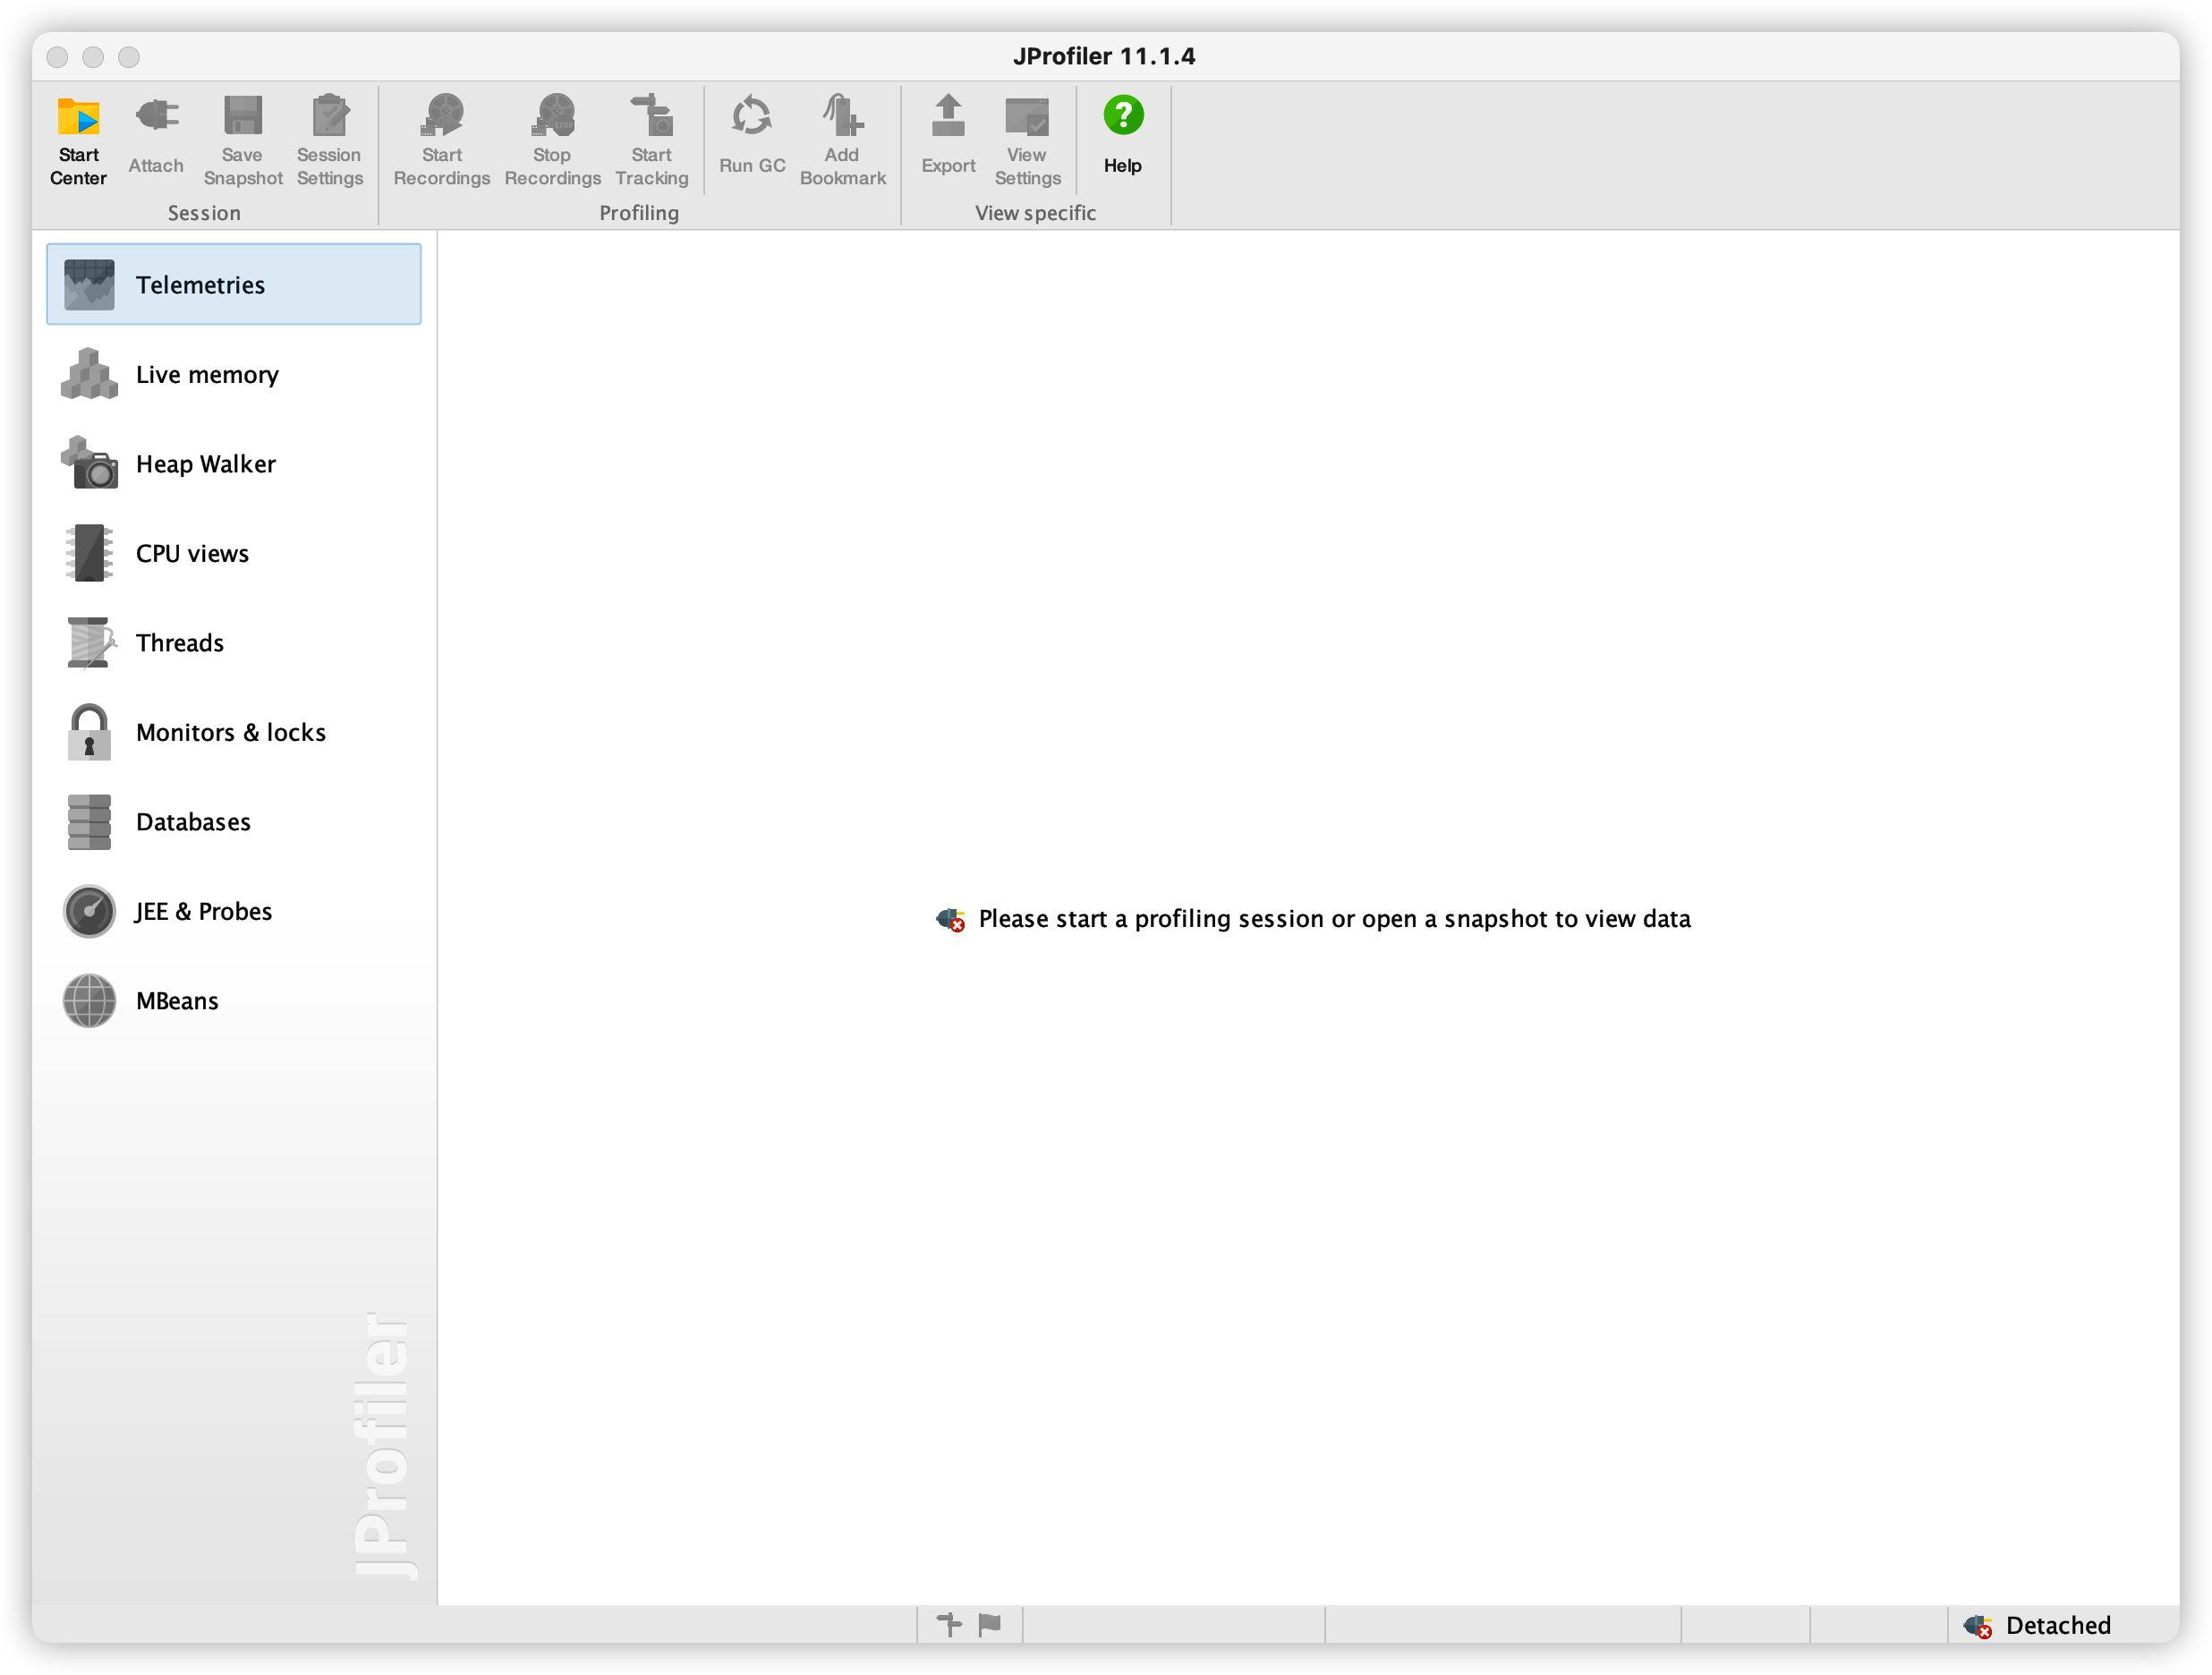 JProfiler 11.1.4
Start Center
Attach
Save Snapshot
Session Settings
Start Recordings
Stop Recordings
Start Tracking
Run GC
Add Bookmark
Export
View Settings
Help
Session
Profiling
View specific
Telemetries
Live memory
Heap Walker
CPU views
Threads
Monitors & locks
Databases
JEE & Probes
MBeans
Please start a profiling session or open a snapshot to view data
JProfiler
Detached